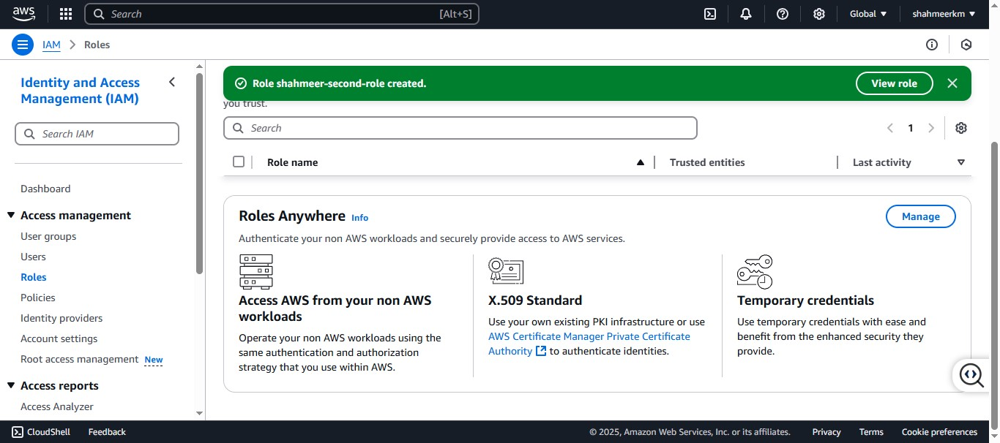 aws
Search [Alt+S]
Global
shahmeerkm
IAM Roles
Identity and Access
Management (IAM)
Search IAM
Dashboard
Access management
User groups
Users
Roles
Policies
Identity providers
Account settings
Root access management New
Access reports
Access Analyzer
Role shahmeer-second-role created.
View role
you trust.
Search
1
Role name
Trusted entities
Last activity
Roles Anywhere Info
Manage
Authenticate your non AWS workloads and securely provide access to AWS services.
Access AWS from your non AWS
workloads
Operate your non AWS workloads using the
same authentication and authorization
strategy that you use within AWS.
X.509 Standard
Use your own existing PKI infrastructure or use
AWS Certificate Manager Private Certificate
Authority to authenticate identities.
Temporary credentials
Use temporary credentials with ease and
benefit from the enhanced security they
provide.
CloudShell
Feedback
© 2025, Amazon Web Services, Inc. or its affiliates.
Privacy
Terms
Cookie preferences